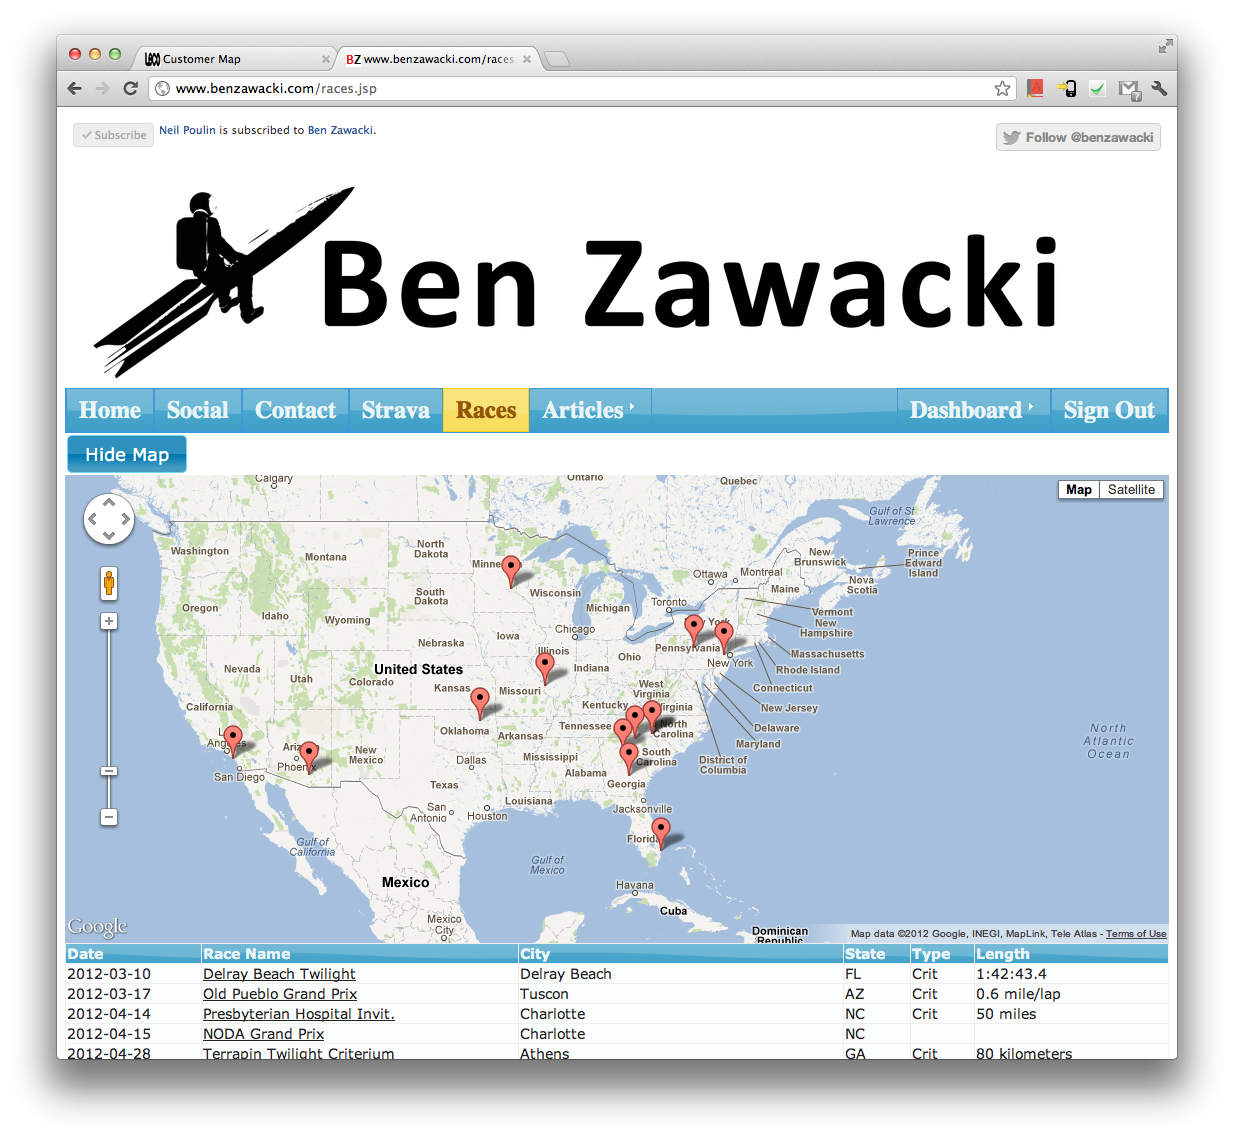 LECO Customer Map
BZ www.benzawacki.com/races.
www.benzawacki.com/races.jsp
Subscribe
Neil Poulin is subscribed to Ben Zawacki.
Follow @benzawacki
Ben Zawacki
Home Social Contact Strava Races Articles Dashboard Sign Out
Hide Map
Map Satellite
Calgary
Ontario
Quebec
Gulf of St
Lawrence
Washington
Montana
North
Dakota
Minne
Ottawa
Montreal
New
Brunswick
Prince
Edward
Island
Nova
Scotia
Maine
Oregon
Idaho
Wyoming
South
Dakota
Wisconsin
Michigan
Toronto
Vermont
New
Hampshire
Iowa
Chicago
York
Nebraska
Illinois
Indiana
Ohio
Pennsylvania
New York
Massachusetts
Rhode Island
Nevada
Utah
Colorado
United States
Kansas
Missouri
West
Virginia
Kentucky
Virginia
Connecticut
New Jersey
California
Delaware
Maryland
District of
Columbia
Los
Angeles
Ariz
Phoenix
New
Mexico
Oklahoma
Arkansas
Tennessee
North
Carolina
South
Carolina
San Diego
Dallas
Mississippi
Alabama
Georgia
North
Atlantic
Ocean
Texas
San
Antonio
Houston
Louisiana
Jacksonville
Florida
Gulf of
California
Gulf of
Mexico
Mexico
Havana
Cuba
Mexico
City
Dominican
Republic
Google
Map data ©2012 Google, INEGI, MapLink, Tele Atlas - Terms of Use
Date Race Name City State Type Length
2012-03-10 Delray Beach Twilight Delray Beach FL Crit 1:42:43.4
2012-03-17 Old Pueblo Grand Prix Tuscon AZ Crit 0.6 mile/lap
2012-04-14 Presbyterian Hospital Invit. Charlotte NC Crit 50 miles
2012-04-15 NODA Grand Prix Charlotte NC
2012-04-28 Terrapin Twilight Criterium Athens GA Crit 80 kilometers